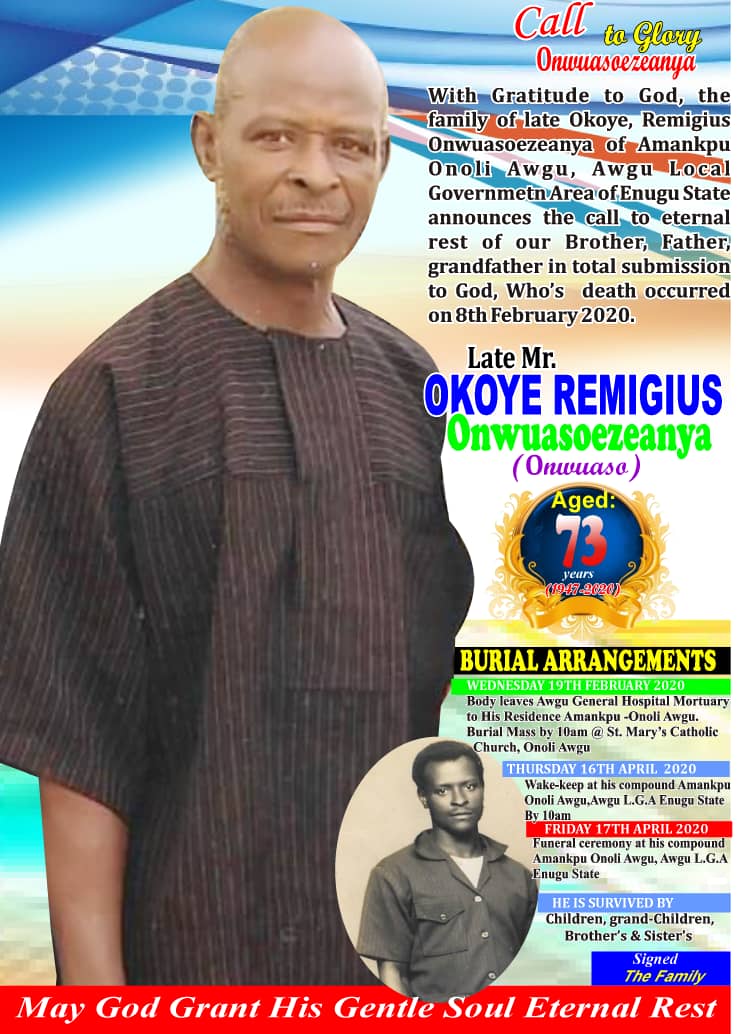 Call
to Glory
Onwuasoezeanya
With Gratitude to God, the
family of late Okoye, Remigius
Onwuasoezeanya of Amankpu
Onoli Awgu, Awgu Local
Governmetn Area of Enugu State
announces the call to eternal
rest of our Brother, Father,
grandfather in total submission
to God, Who's death occurred
on 8th February 2020.
Late Mr.
OKOYE REMIGIUS
Onwuasoezeanya
(Onwuaso)
Aged:
73
years
(1947-2020)
BURIAL ARRANGEMENTS
WEDNESDAY 19TH FEBRUARY 2020
Body leaves Awgu General Hospital Mortuary
to His Residence Amankpu -Onoli Awgu.
Burial Mass by 10am @ St. Mary's Catholic
Church, Onoli Awgu
THURSDAY 16TH APRIL 2020
Wake-keep at his compound Amankpu
Onoli Awgu,Awgu L.G.A Enugu State
By 10am
FRIDAY 17TH APRIL 2020
Funeral ceremony at his compound
Amankpu Onoli Awgu, Awgu L.G.A
Enugu State
HE IS SURVIVED BY
Children, grand-Children,
Brother's & Sister's
Signed
The Family
May God Grant His Gentle Soul Eternal Rest